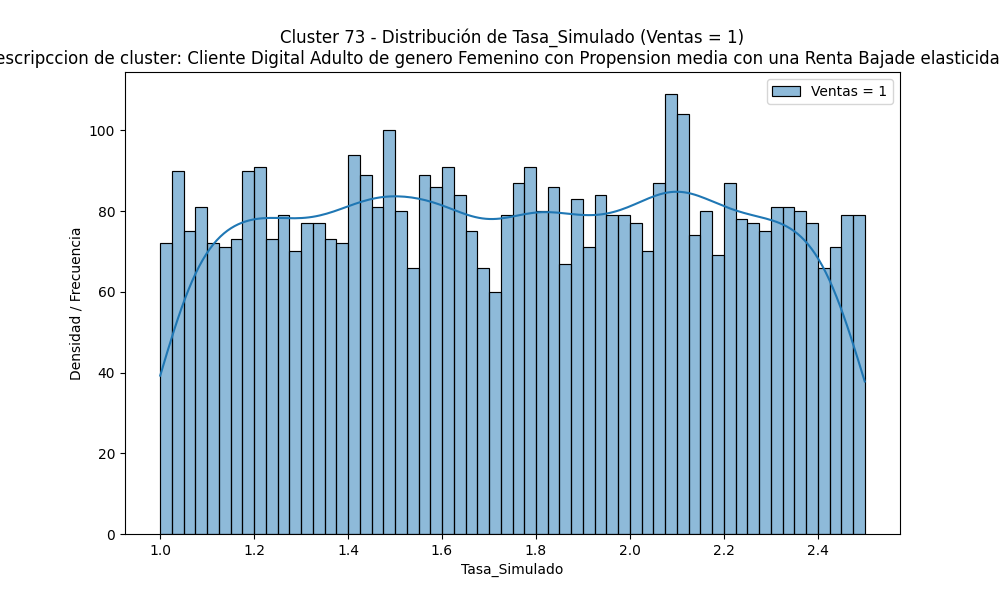 Cluster 73 - Distribución de Tasa_Simulado (Ventas = 1)
escripccion de cluster: Cliente Digital Adulto de genero Femenino con Propension media con una Renta Bajade elasticida
Ventas = 1
Densidad / Frecuencia
100
80
60
40
20
0
1.0 1.2 1.4 1.6 1.8 2.0 2.2 2.4
Tasa_Simulado